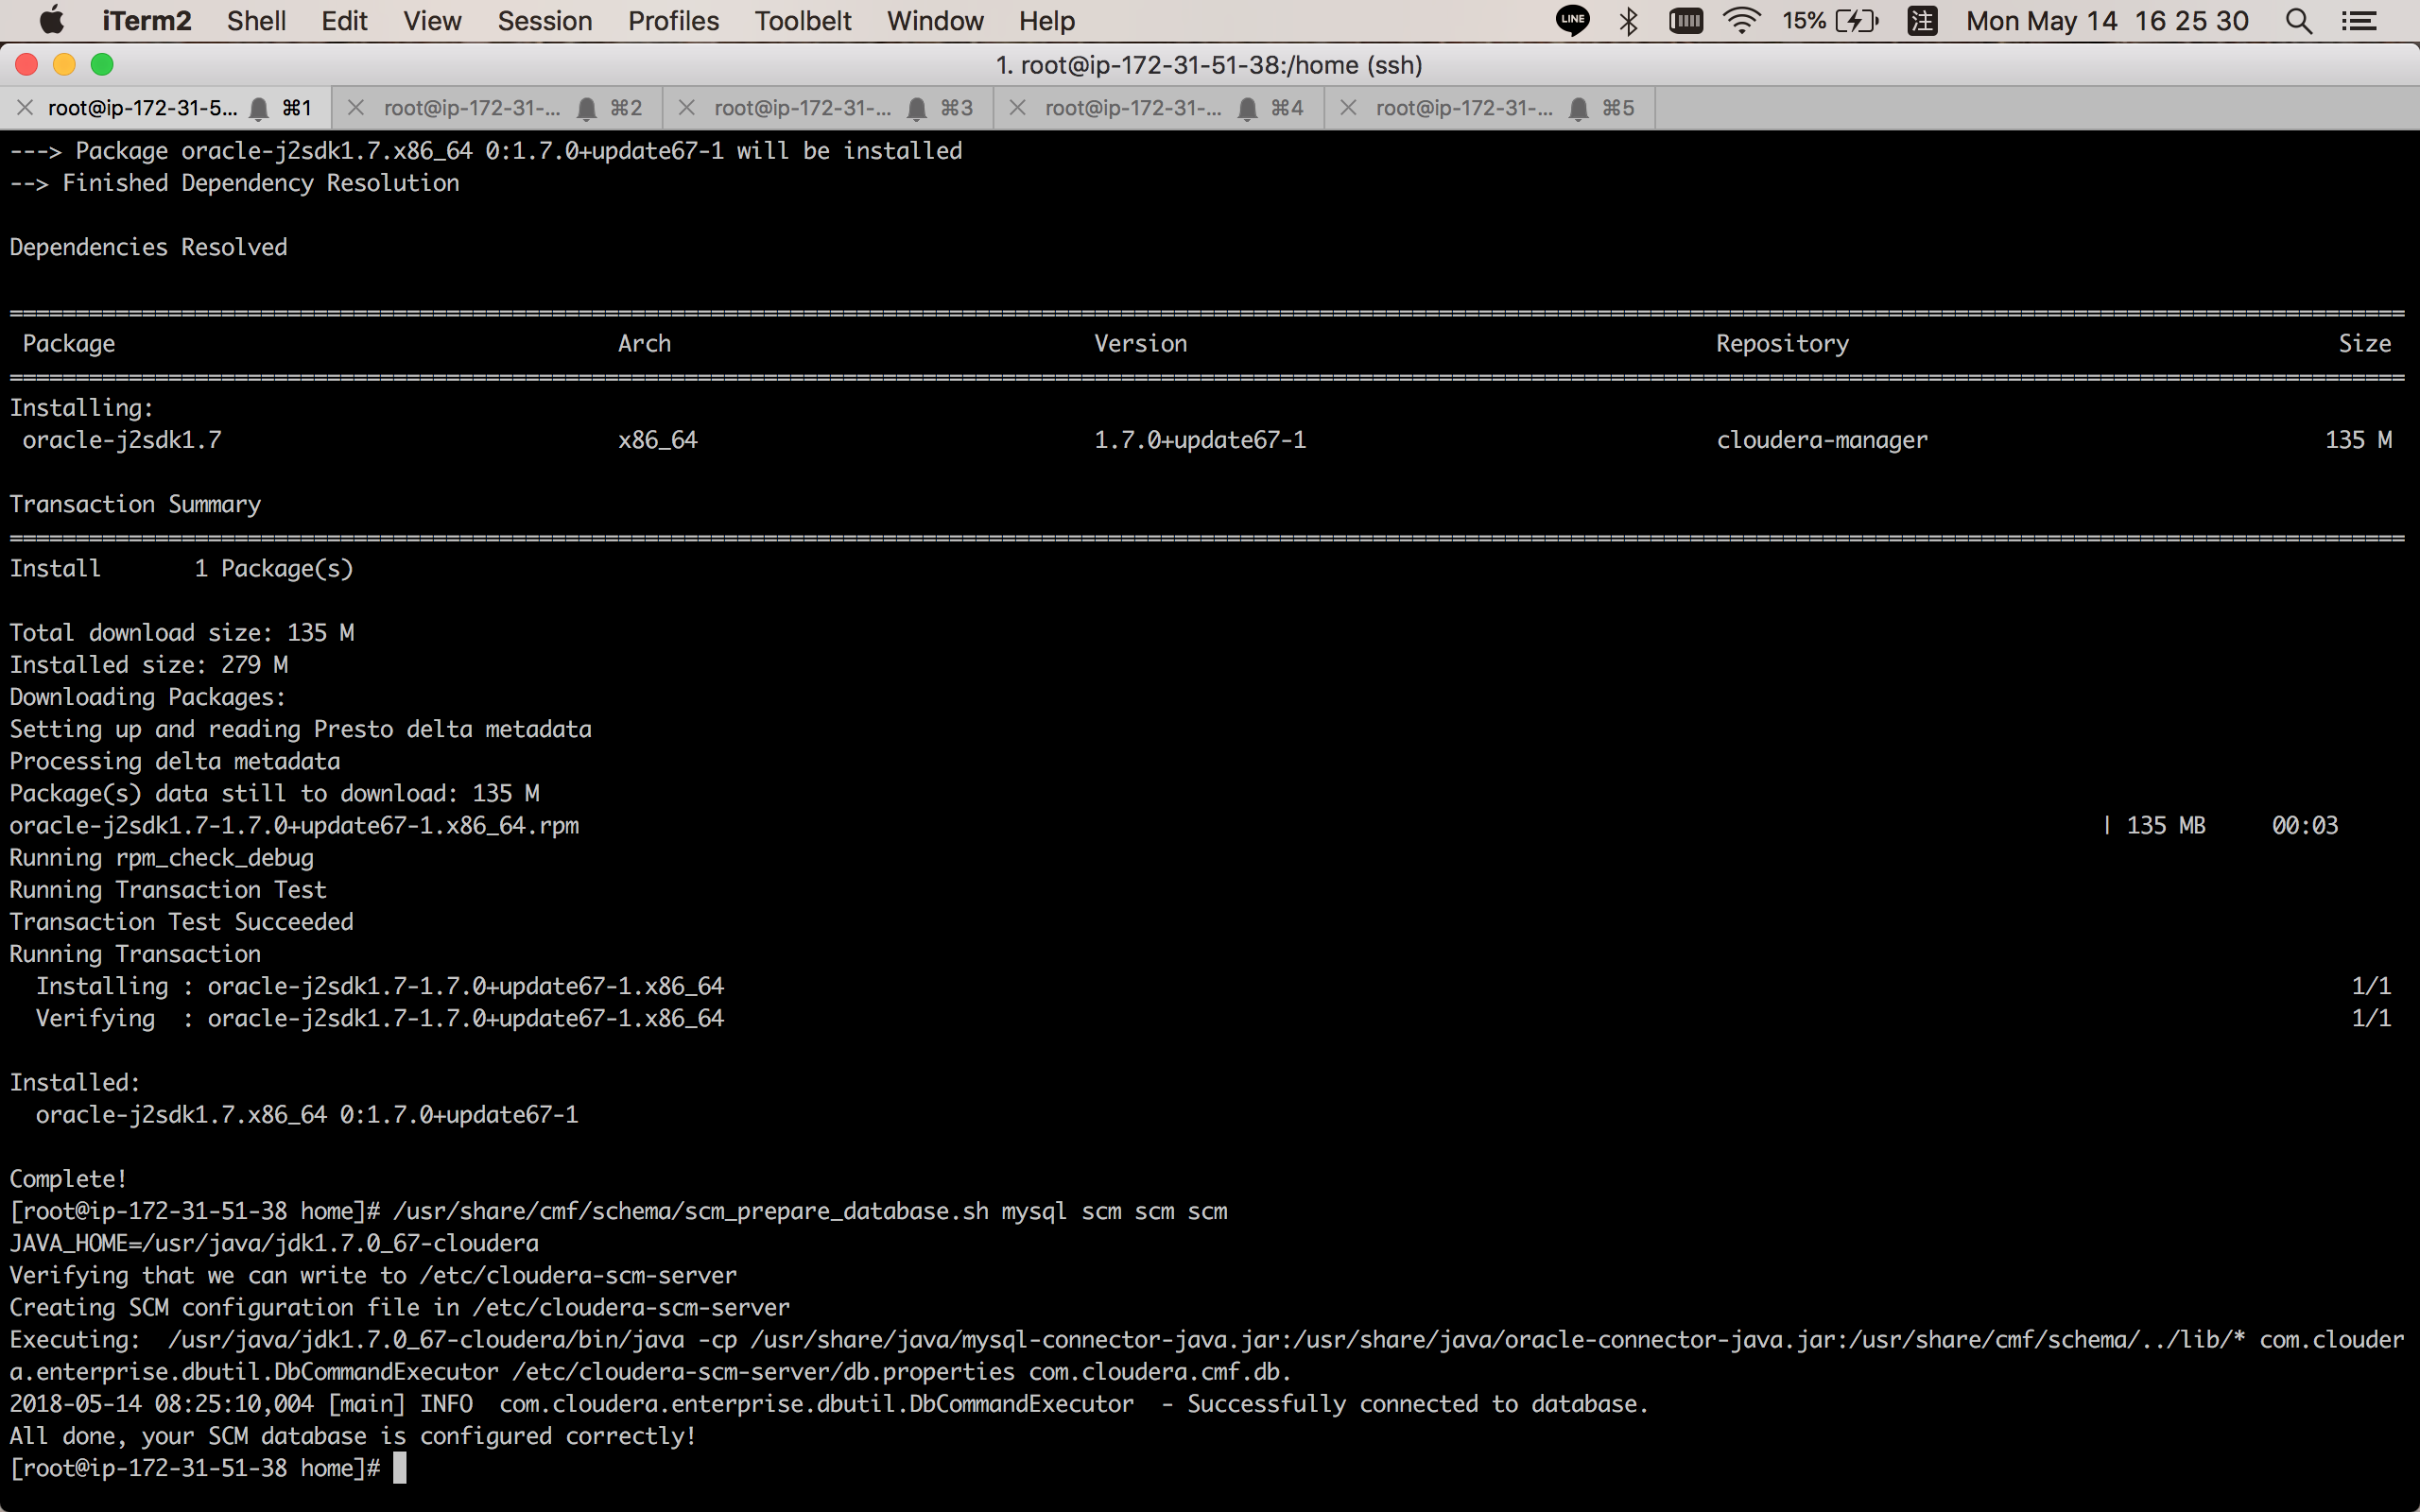 iTerm2 Shell Edit View Session Profiles Toolbelt Window Help LINE 15% 注 Mon May 14 16 25 30
1. root@ip-172-31-51-38:/home (ssh)
root@ip-172-31-5... ⌘1 root@ip-172-31-... ⌘2 root@ip-172-31-... ⌘3 root@ip-172-31-... ⌘4 root@ip-172-31-... ⌘5
---> Package oracle-j2sdk1.7.x86_64 0:1.7.0+update67-1 will be installed
--> Finished Dependency Resolution
Dependencies Resolved
Package Arch Version Repository Size
Installing:
oracle-j2sdk1.7 x86_64 1.7.0+update67-1 cloudera-manager 135 M
Transaction Summary
Install 1 Package(s)
Total download size: 135 M
Installed size: 279 M
Downloading Packages:
Setting up and reading Presto delta metadata
Processing delta metadata
Package(s) data still to download: 135 M
oracle-j2sdk1.7-1.7.0+update67-1.x86_64.rpm | 135 MB 00:03
Running rpm_check_debug
Running Transaction Test
Transaction Test Succeeded
Running Transaction
Installing : oracle-j2sdk1.7-1.7.0+update67-1.x86_64 1/1
Verifying : oracle-j2sdk1.7-1.7.0+update67-1.x86_64 1/1
Installed:
oracle-j2sdk1.7.x86_64 0:1.7.0+update67-1
Complete!
[root@ip-172-31-51-38 home]# /usr/share/cmf/schema/scm_prepare_database.sh mysql scm scm scm
JAVA_HOME=/usr/java/jdk1.7.0_67-cloudera
Verifying that we can write to /etc/cloudera-scm-server
Creating SCM configuration file in /etc/cloudera-scm-server
Executing: /usr/java/jdk1.7.0_67-cloudera/bin/java -cp /usr/share/java/mysql-connector-java.jar:/usr/share/java/oracle-connector-java.jar:/usr/share/cmf/schema/../lib/* com.clouder
a.enterprise.dbutil.DbCommandExecutor /etc/cloudera-scm-server/db.properties com.cloudera.cmf.db.
2018-05-14 08:25:10,004 [main] INFO com.cloudera.enterprise.dbutil.DbCommandExecutor - Successfully connected to database.
All done, your SCM database is configured correctly!
[root@ip-172-31-51-38 home]#